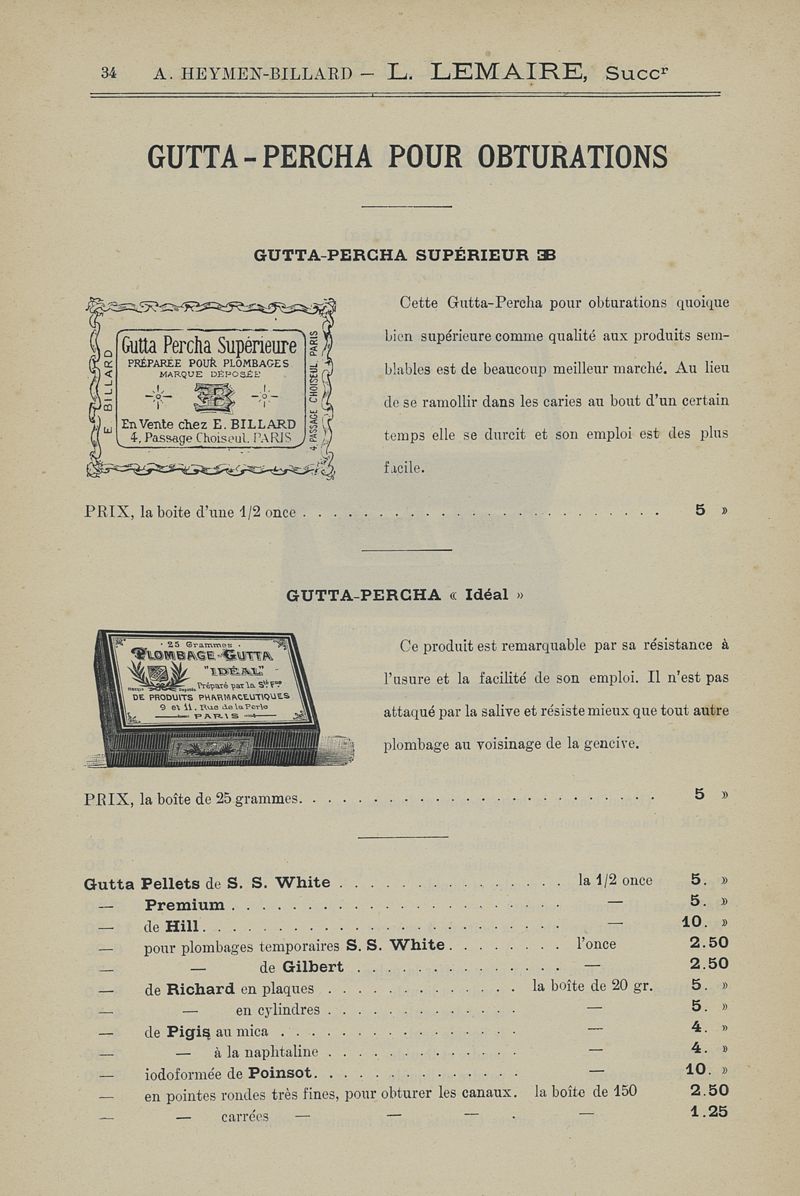 34 A. HEYMEN-BILLARD — L. LEMAIRE, Succr
GUTTA-PERCHA POUR OBTURATIONS
GUTTA-PERCHA SUPÉRIEUR EB
E. BILLARD
Gutta Percha Supérieure
PRÉPARÉE POUR PLOMBAGES
MARQUE DÉPOSÉE
En Vente chez E. BILLARD
4, Passage Choiseul. PARIS
4. PASSAGE CHOISEUL PARIS
Cette Gutta-Percha pour obturations quoique
bien supérieure comme qualité aux produits sem-
blables est de beaucoup meilleur marché. Au lieu
de se ramollir dans les caries au bout d'un certain
temps elle se durcit et son emploi est des plus
facile.
PRIX, la boite d'une 1/2 once . . . . . . . . . . . . . . . . . . . . . . . . 5 »
GUTTA-PERCHA « Idéal »
· 25 Grammes ·
PLOMBAGE-GUTTA
"IDÉAL"
Préparé par la Sté Fse
DE PRODUITS PHARMACEUTIQUES
9 et 11. Rue de la Perle
PARIS
Ce produit est remarquable par sa résistance à
l'usure et la facilité de son emploi. Il n'est pas
attaqué par la salive et résiste mieux que tout autre
plombage au voisinage de la gencive.
PRIX, la boîte de 25 grammes. . . . . . . . . . . . . . . . . . . . . . . . 5 »
Gutta Pellets de S. S. White . . . . . . . . . . . . . . . la 1/2 once 5. »
— Premium . . . . . . . . . . . . . . . . . . . . . . — 5. »
— de Hill. . . . . . . . . . . . . . . . . . . . . . . . — 10. »
— pour plombages temporaires S. S. White . . . . . . . . l'once 2.50
— — de Gilbert . . . . . . . . . . . . . . — 2.50
— de Richard en plaques . . . . . . . . . . . . . la boîte de 20 gr. 5. »
— — en cylindres . . . . . . . . . . . . . — 5. »
— de Pigis au mica . . . . . . . . . . . . . . . . — 4. »
— — à la naphtaline . . . . . . . . . . . . . — 4. »
— iodoformée de Poinsot. . . . . . . . . . . . . . — 10. »
— en pointes rondes très fines, pour obturer les canaux. la boîte de 150 2.50
— — carrées — — — . — 1.25